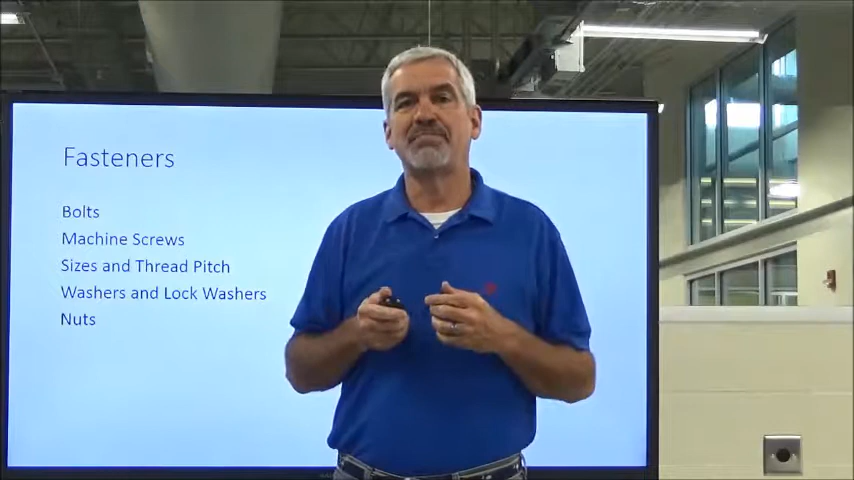 Fasteners
Bolts
Machine Screws
Sizes and Thread Pitch
Washers and Lock Washers
Nuts